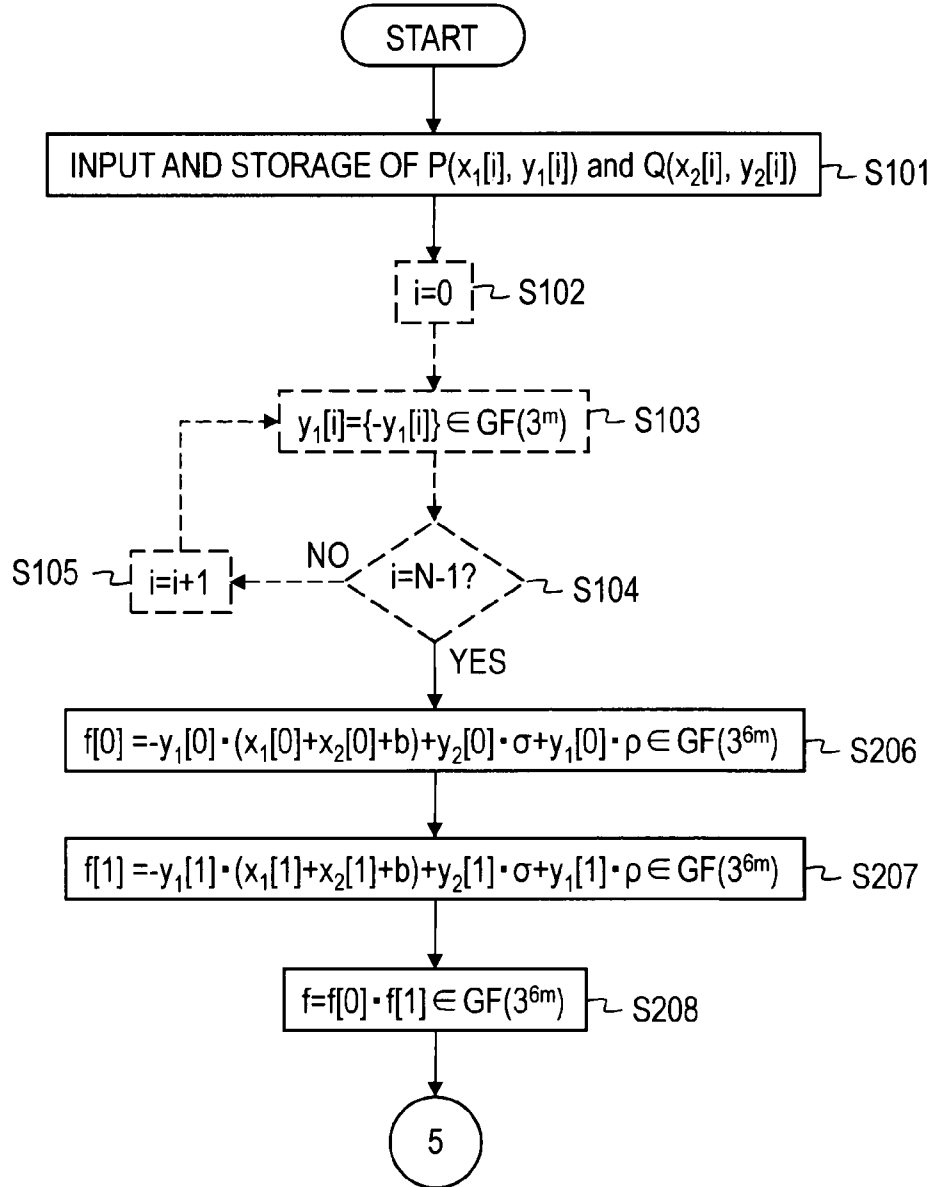 START
INPUT AND STORAGE OF P(x₁[i], y₁[i]) and Q(x₂[i], y₂[i])
S101
i=0
S102
y₁[i]={-y₁[i]}∈GF(3ᵐ)
S103
NO
i=N-1?
S104
S105
i=i+1
YES
f[0] =-y₁[0]·(x₁[0]+x₂[0]+b)+y₂[0]·σ+y₁[0]·ρ∈GF(3⁶ᵐ)
S206
f[1] =-y₁[1]·(x₁[1]+x₂[1]+b)+y₂[1]·σ+y₁[1]·ρ∈GF(3⁶ᵐ)
S207
f=f[0]·f[1]∈GF(3⁶ᵐ)
S208
5